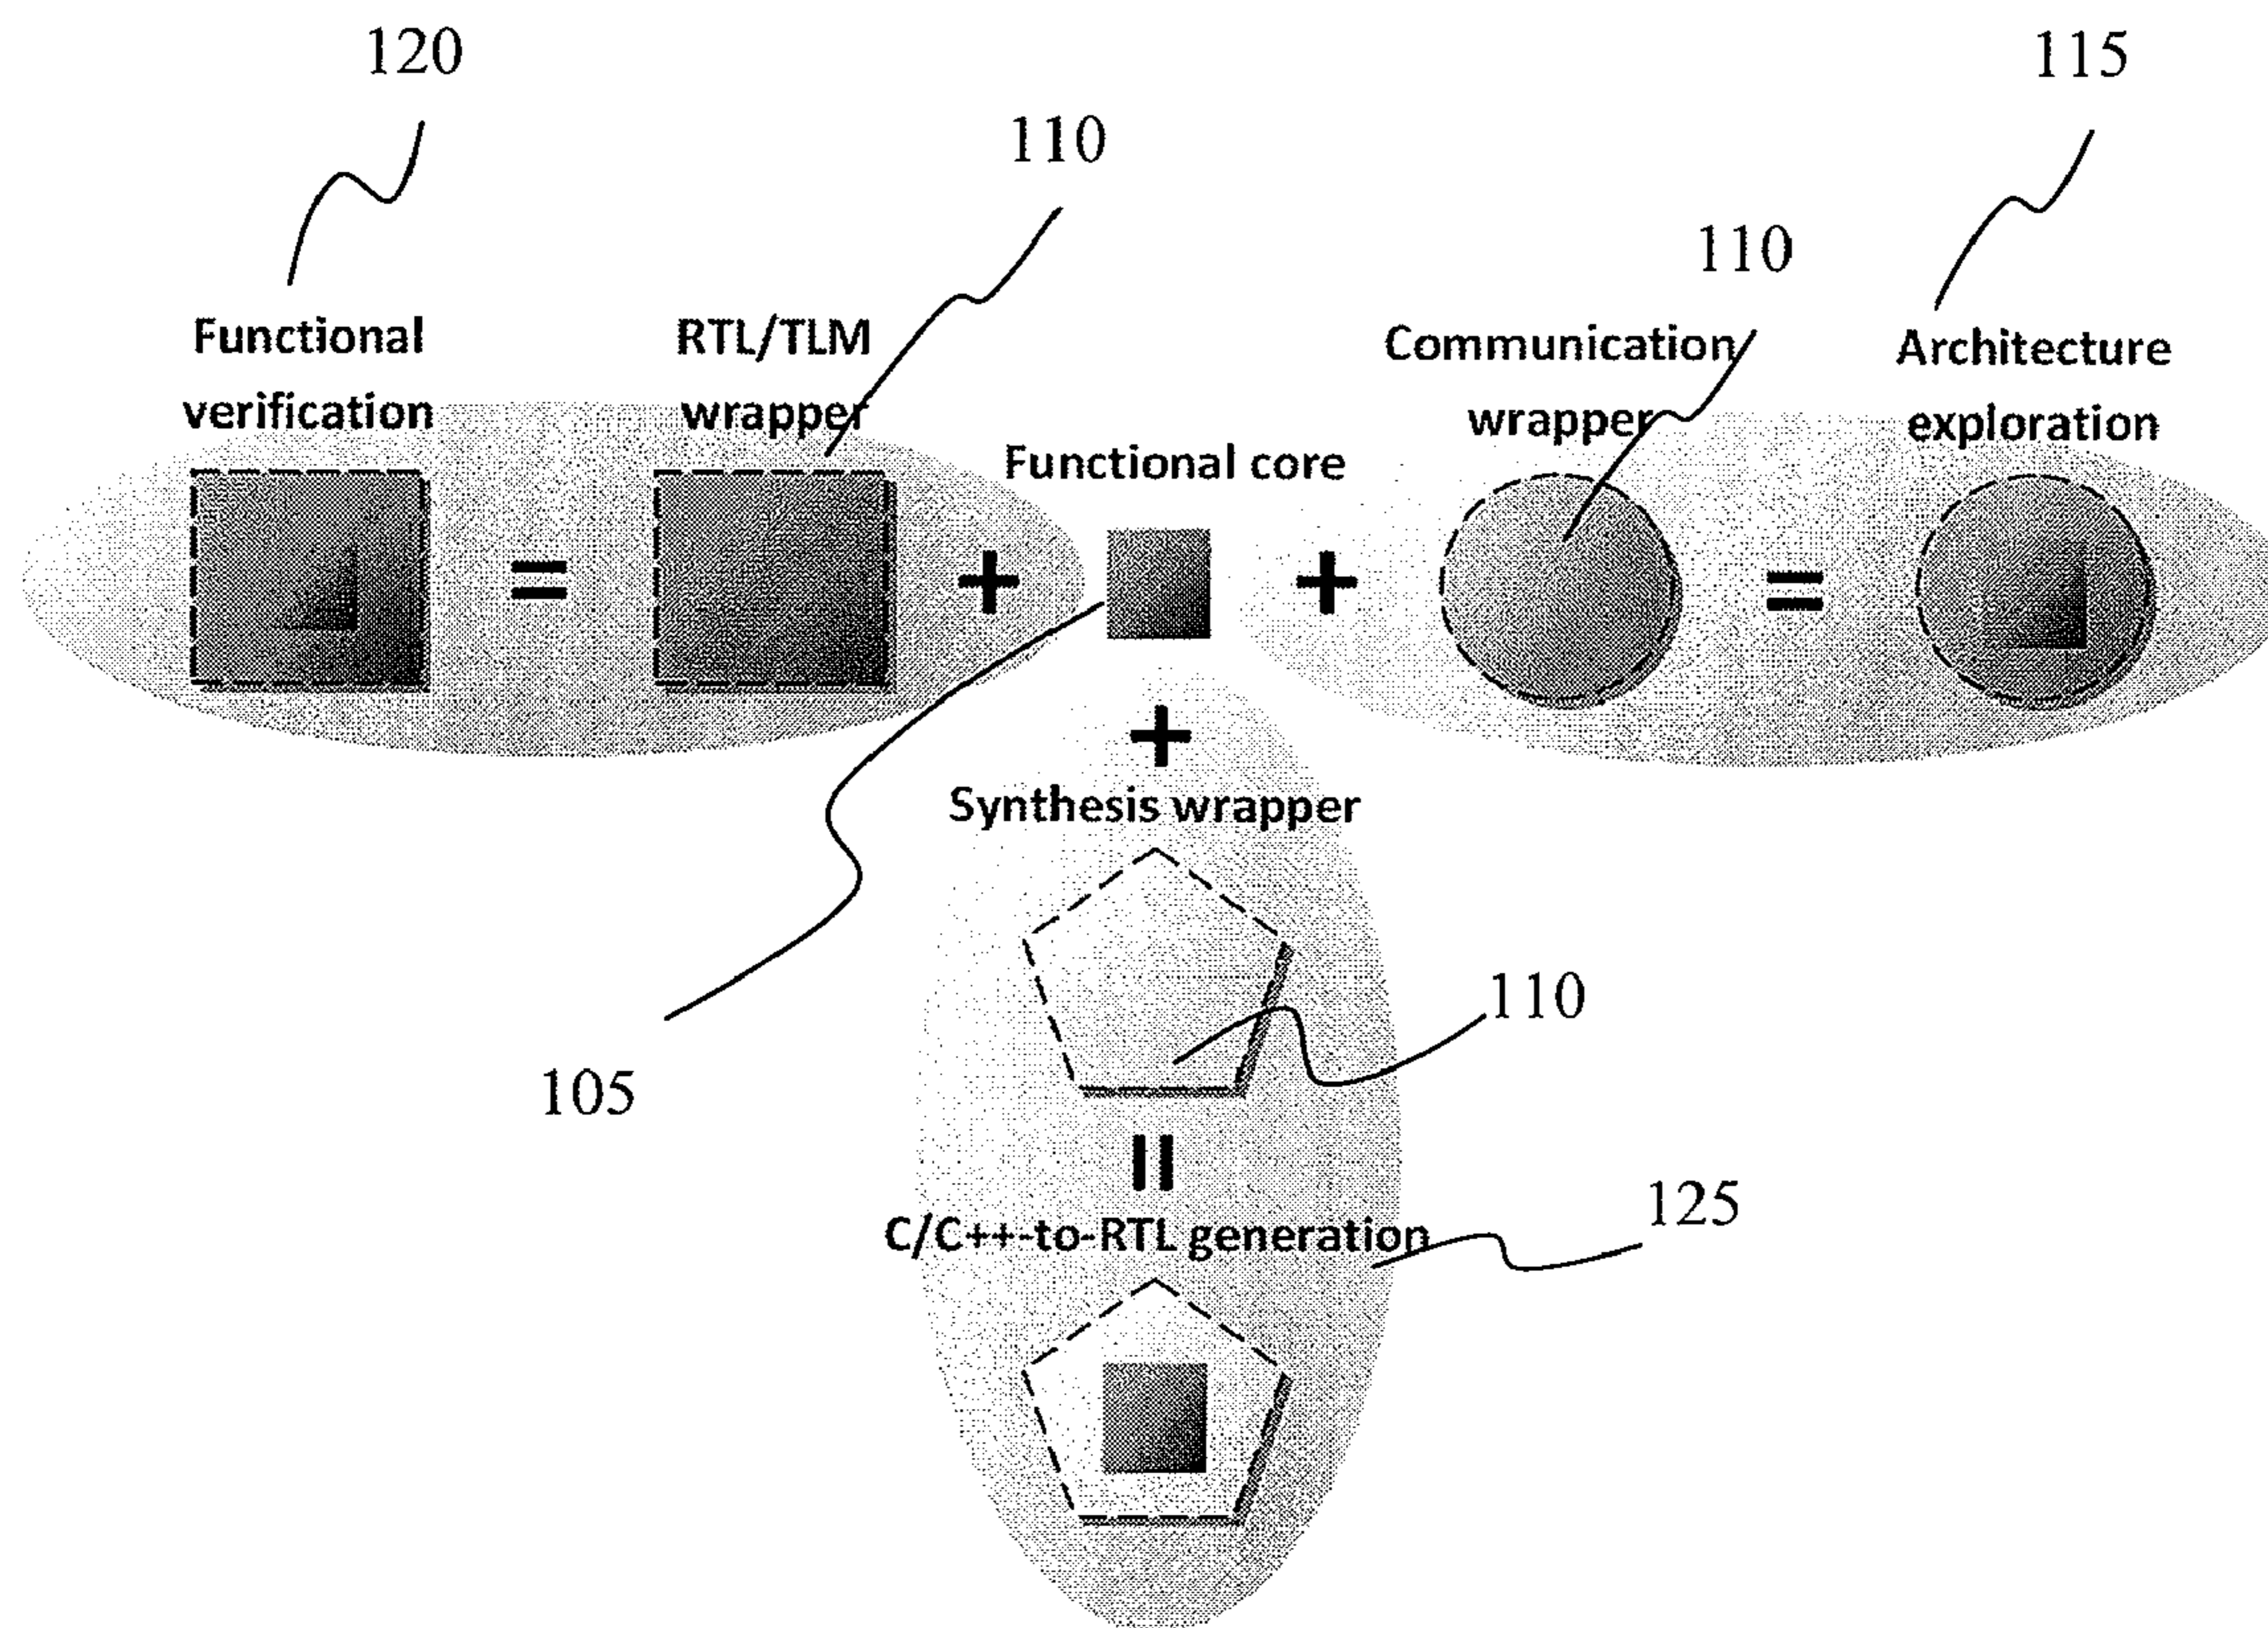 120
115
110
110
Functional
verification
RTL/TLM
wrapper
Functional core
Communication
wrapper
Architecture
exploration
= + + =
+
Synthesis wrapper
110
105
=
C/C++-to-RTL generation
125